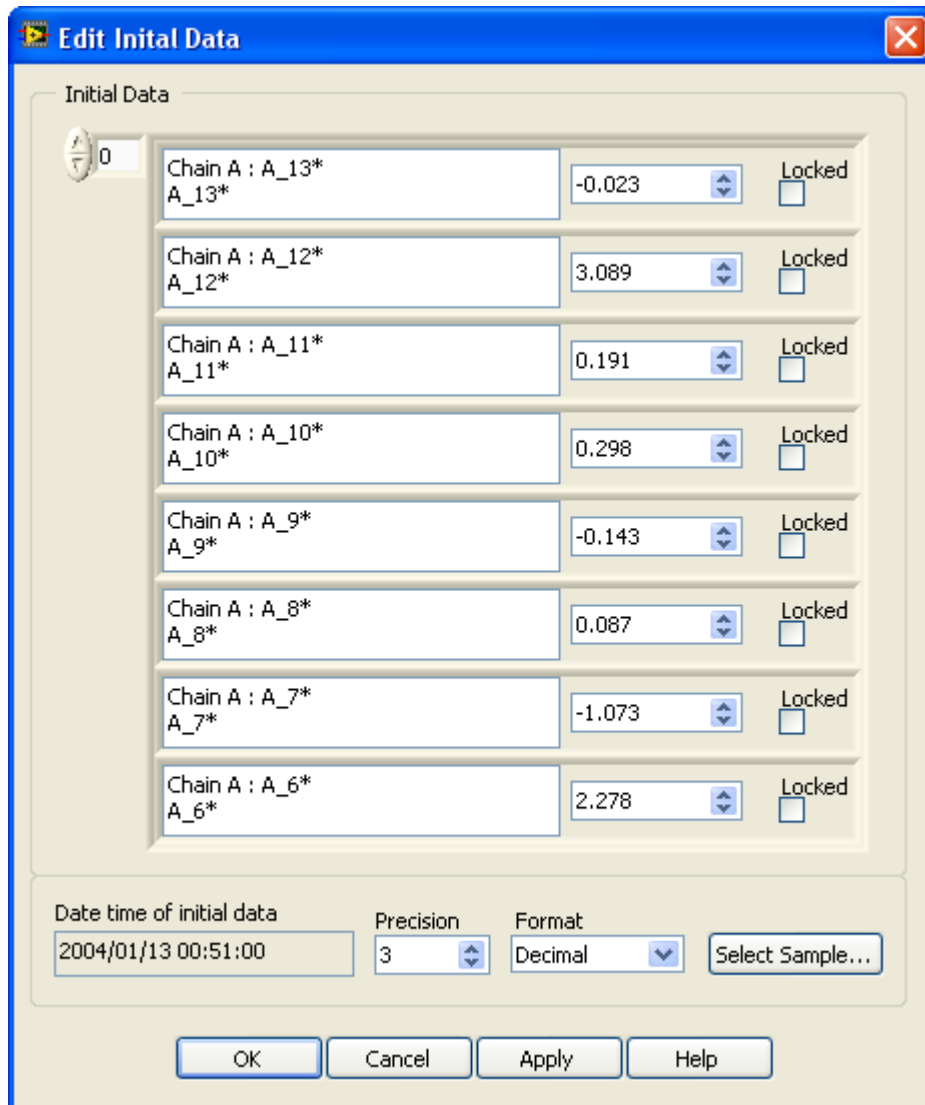 Edit Inital Data
Initial Data
0
Chain A : A_13*
A_13*
-0.023
Locked
Chain A : A_12*
A_12*
3.089
Locked
Chain A : A_11*
A_11*
0.191
Locked
Chain A : A_10*
A_10*
0.298
Locked
Chain A : A_9*
A_9*
-0.143
Locked
Chain A : A_8*
A_8*
0.087
Locked
Chain A : A_7*
A_7*
-1.073
Locked
Chain A : A_6*
A_6*
2.278
Locked
Date time of initial data
Precision
Format
2004/01/13 00:51:00
3
Decimal
Select Sample...
OK
Cancel
Apply
Help